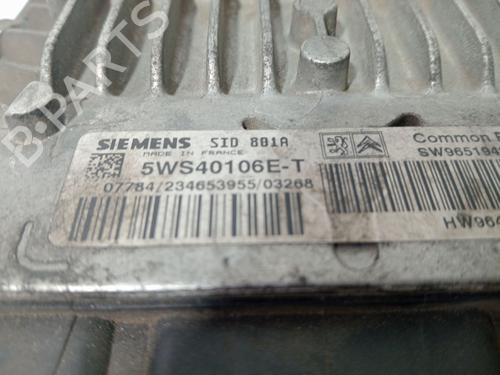 B-PARTS
SIEMENS SID 801A
MADE IN FRANCE
5WS40106E-T
07784/234653955/03268
Common
SW965194
HW964